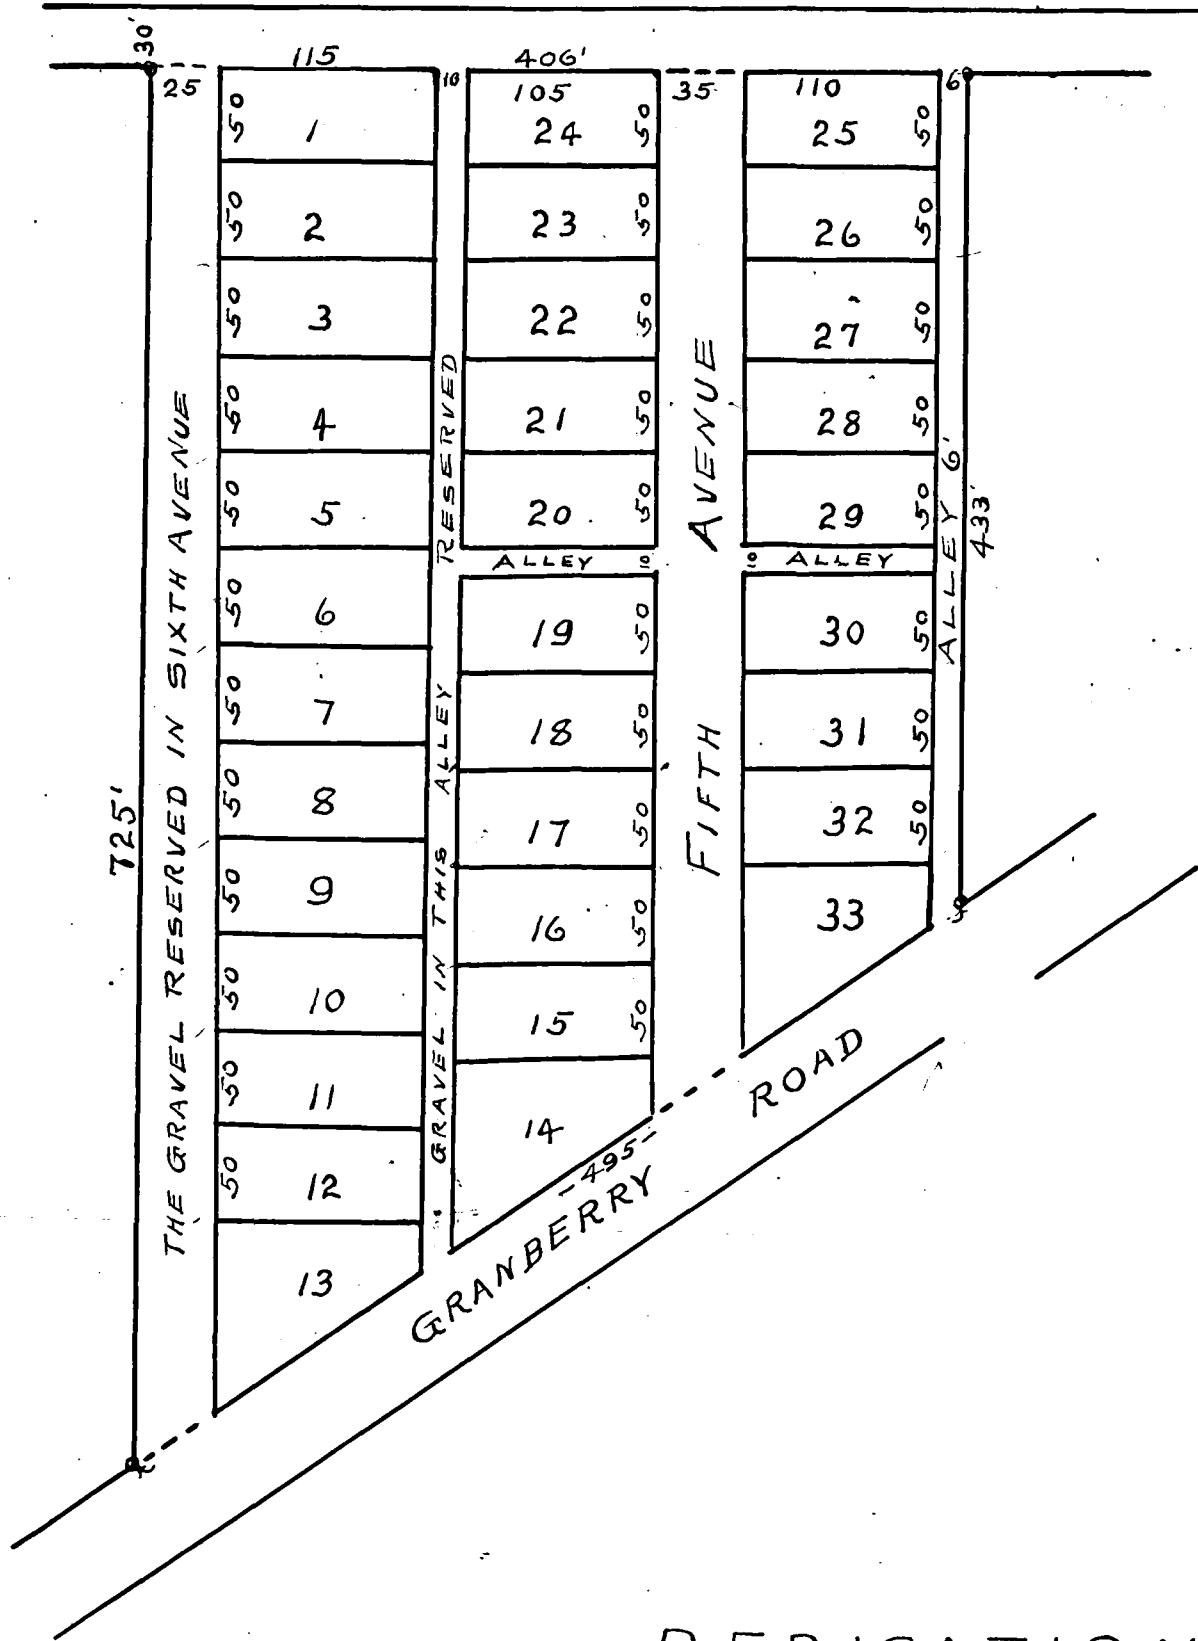 30'
115 406'
25 10 105 35 110 6
50 1 24 50 25 50
50 2 23 50 26 50
50 3 22 50 27 50
50 4 21 50 28 50
50 5 20 50 29 50
ALLEY 10 10 ALLEY
50 6 19 50 30 50
50 7 18 50 31 50
50 8 17 50 32 50
50 9 16 50 33
50 10 15 50
50 11 14
50 12
13
725'
THE GRAVEL RESERVED IN SIXTH AVENUE
GRAVEL IN THIS ALLEY RESERVED
FIFTH AVENUE
ALLEY 6'
433'
-495-
GRANBERRY ROAD